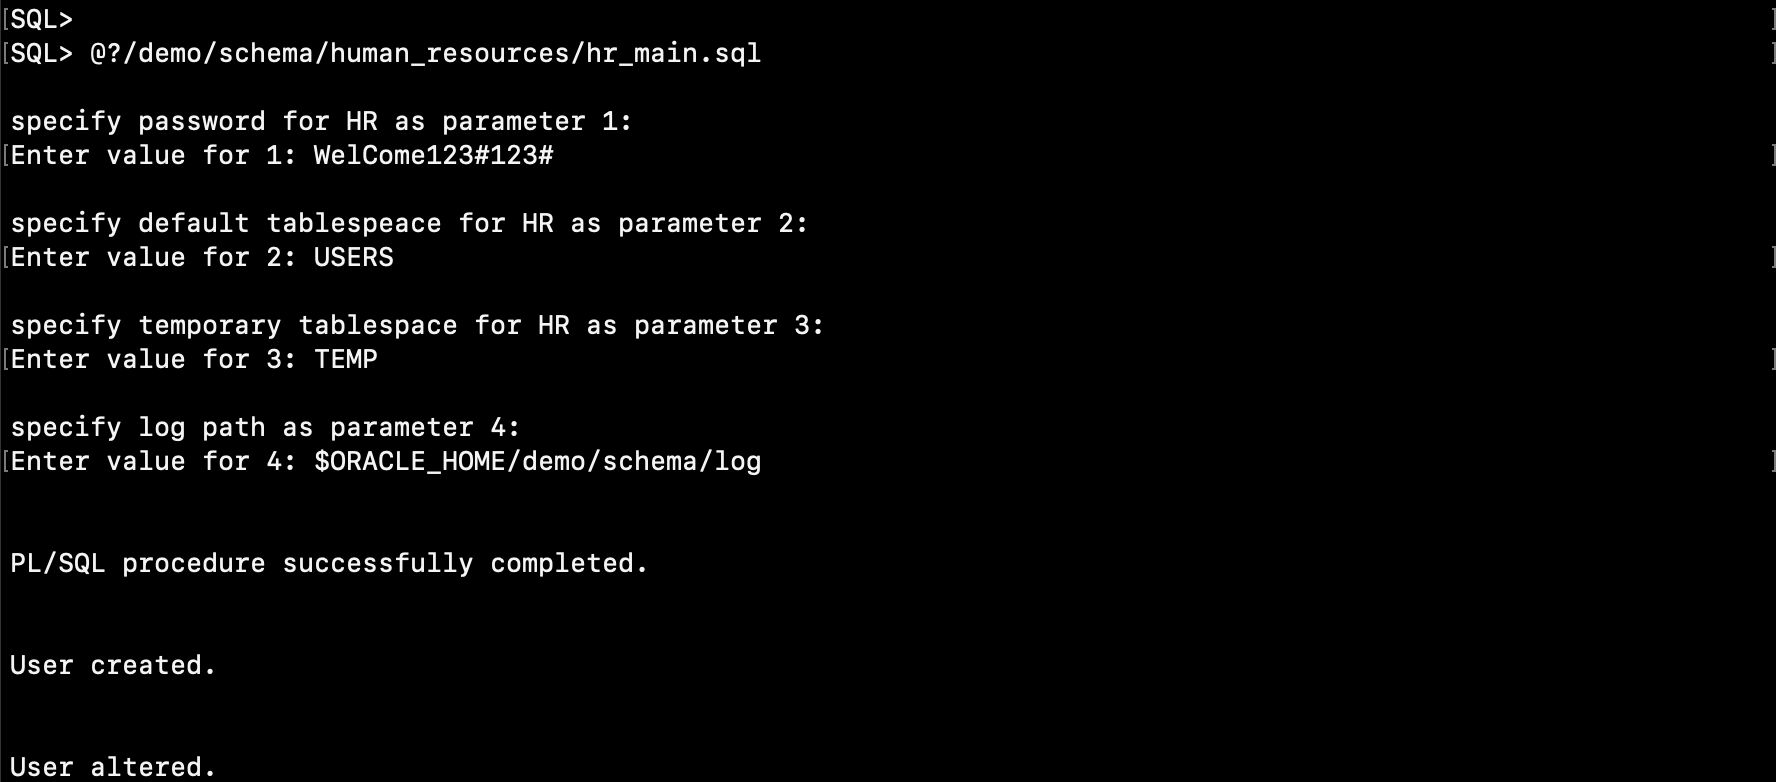 [SQL> ]
[SQL> @?/demo/schema/human_resources/hr_main.sql ]
specify password for HR as parameter 1:
[Enter value for 1: WelCome123#123# ]
specify default tablespeace for HR as parameter 2:
[Enter value for 2: USERS ]
specify temporary tablespace for HR as parameter 3:
[Enter value for 3: TEMP ]
specify log path as parameter 4:
[Enter value for 4: $ORACLE_HOME/demo/schema/log ]
PL/SQL procedure successfully completed.
User created.
User altered.